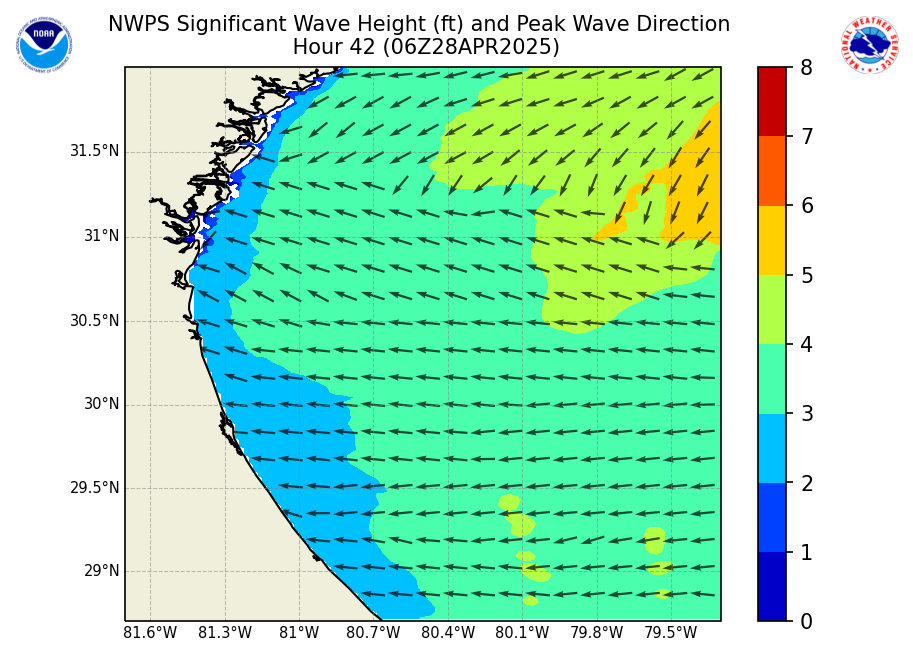 NWPS Significant Wave Height (ft) and Peak Wave Direction
Hour 42 (06Z28APR2025)
NOAA
NATIONAL WEATHER SERVICE
31.5°N
31°N
30.5°N
30°N
29.5°N
29°N
81.6°W 81.3°W 81°W 80.7°W 80.4°W 80.1°W 79.8°W 79.5°W
8
7
6
5
4
3
2
1
0